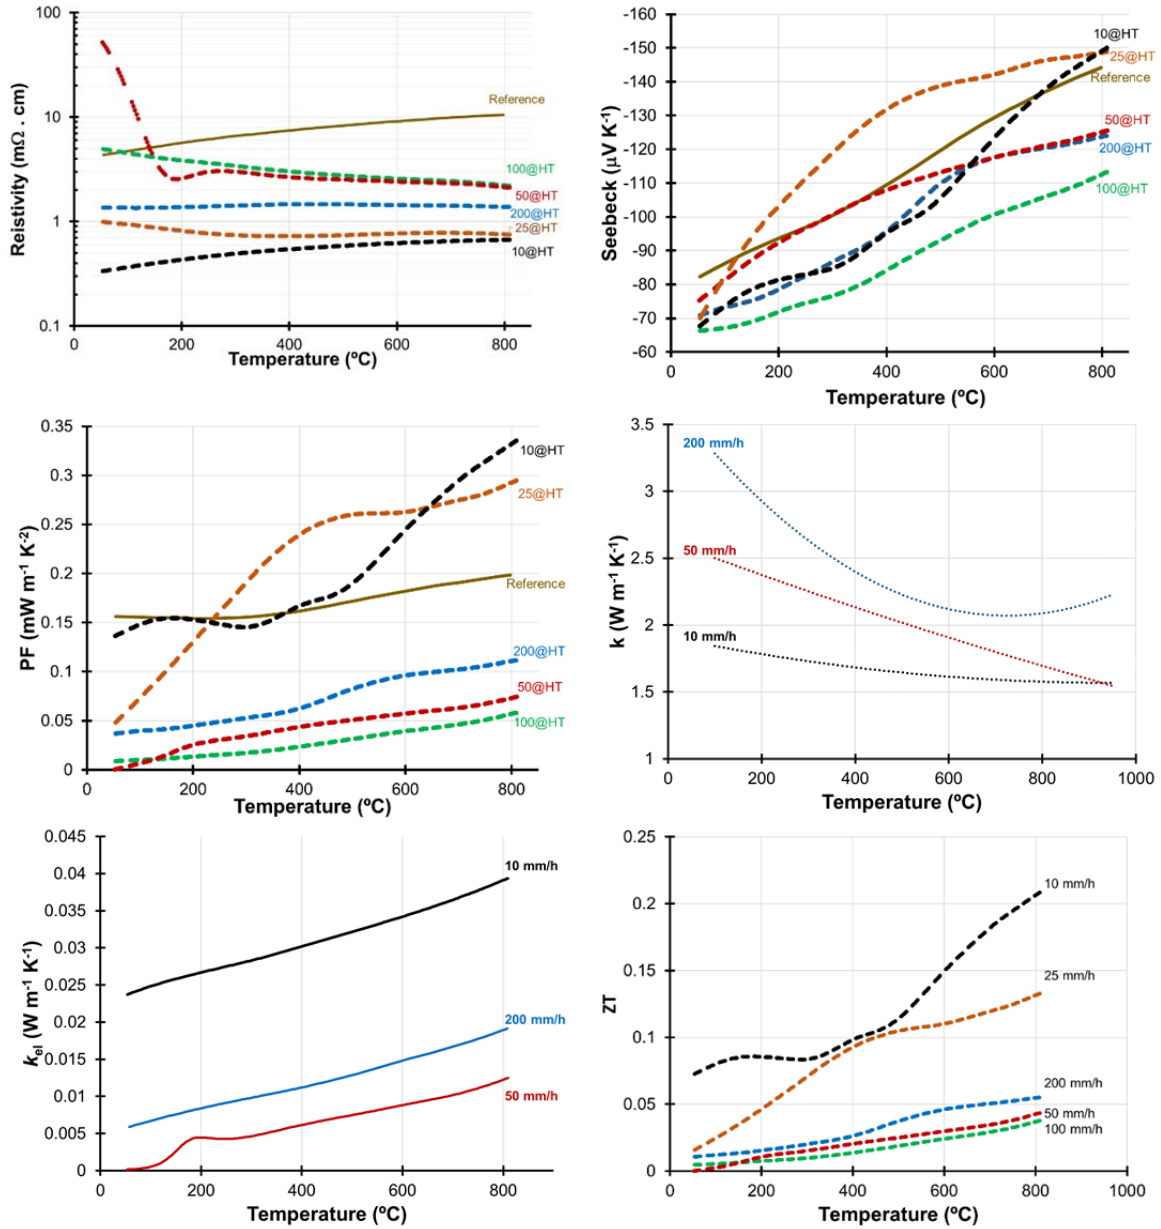 100
10
1
0.1
0
200
400
600
800
Reistivity (mΩ . cm)
Temperature (ºC)
Reference
100@HT
50@HT
200@HT
25@HT
10@HT
-160
-150
-140
-130
-120
-110
-100
-90
-80
-70
-60
0
200
400
600
800
Seebeck (µV K-1)
Temperature (ºC)
10@HT
25@HT
Reference
50@HT
200@HT
100@HT
0.35
0.3
0.25
0.2
0.15
0.1
0.05
0
0
200
400
600
800
PF (mW m-1 K-2)
Temperature (ºC)
10@HT
25@HT
Reference
200@HT
50@HT
100@HT
3.5
3
2.5
2
1.5
1
0
200
400
600
800
1000
k (W m-1 K-1)
Temperature (ºC)
200 mm/h
50 mm/h
10 mm/h
0.045
0.04
0.035
0.03
0.025
0.02
0.015
0.01
0.005
0
0
200
400
600
800
kel (W m-1 K-1)
Temperature (ºC)
10 mm/h
200 mm/h
50 mm/h
0.25
0.2
0.15
0.1
0.05
0
0
200
400
600
800
1000
ZT
Temperature (ºC)
10 mm/h
25 mm/h
200 mm/h
50 mm/h
100 mm/h